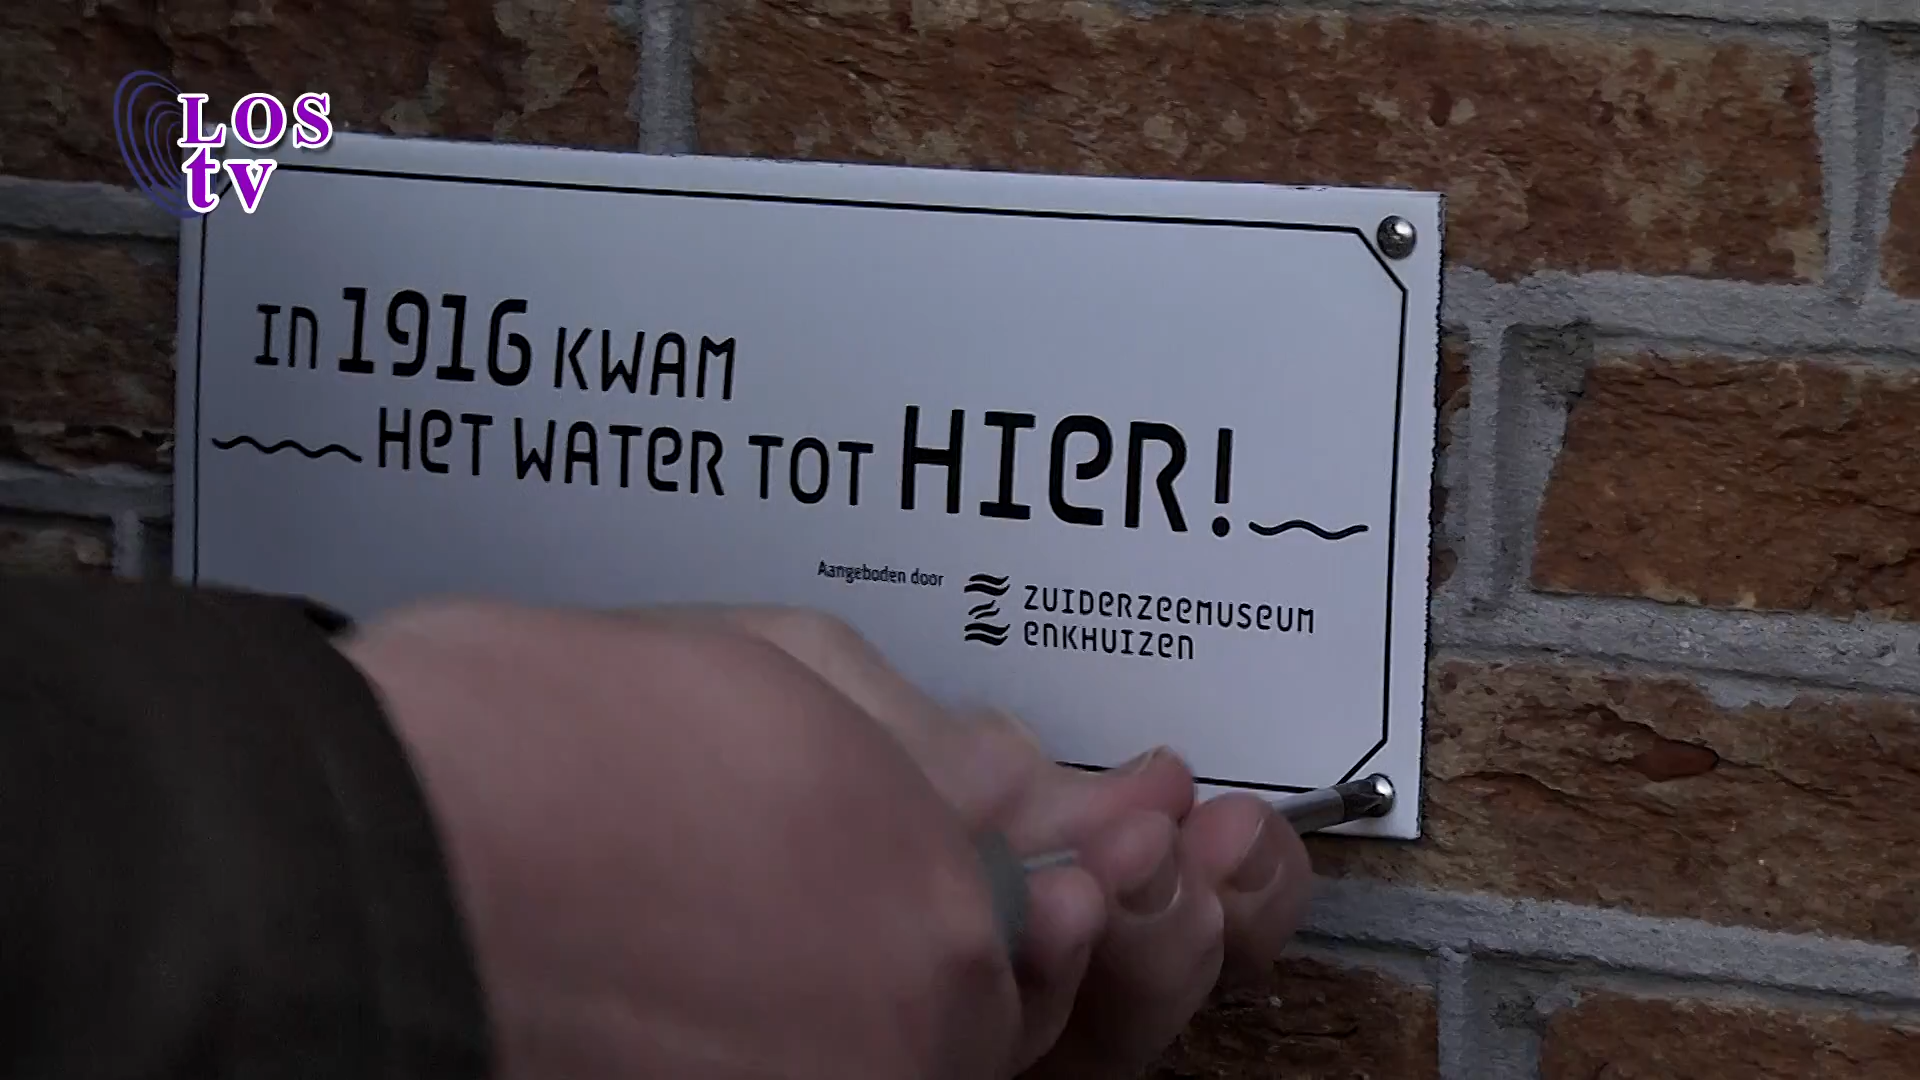 LOS
tv
In 1916 KWAM
HET WATER TOT HIER!
Aangeboden door
ZUIDERZEEMUSEUM
ENKHUIZEN